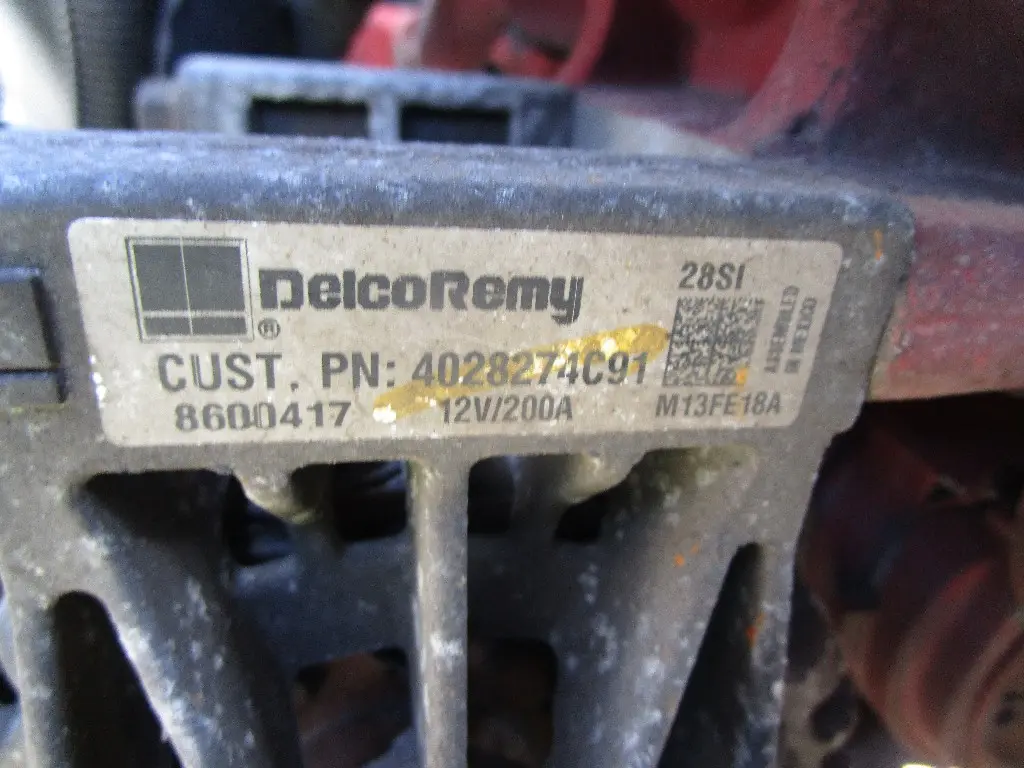 DelcoRemy
®
28SI
ASSEMBLED
IN MEXICO
CUST. PN: 4028274C91
8600417
12V/200A
M13FE18A